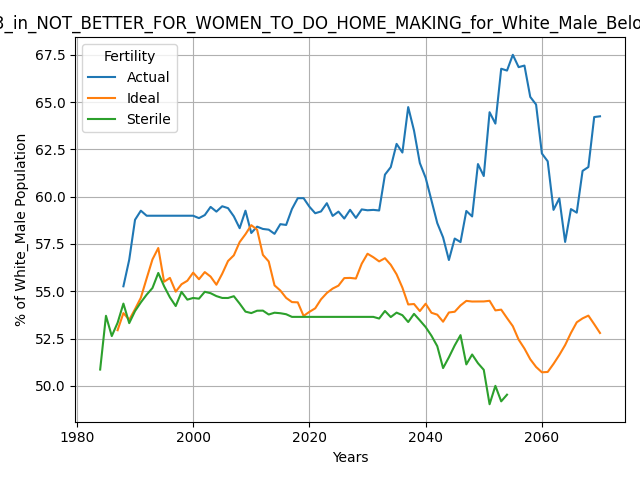 3_in_NOT_BETTER_FOR_WOMEN_TO_DO_HOME_MAKING_for_White_Male_Belo
Fertility
Actual
Ideal
Sterile
67.5
65.0
62.5
60.0
57.5
55.0
52.5
50.0
% of White_Male Population
1980
2000
2020
2040
2060
Years